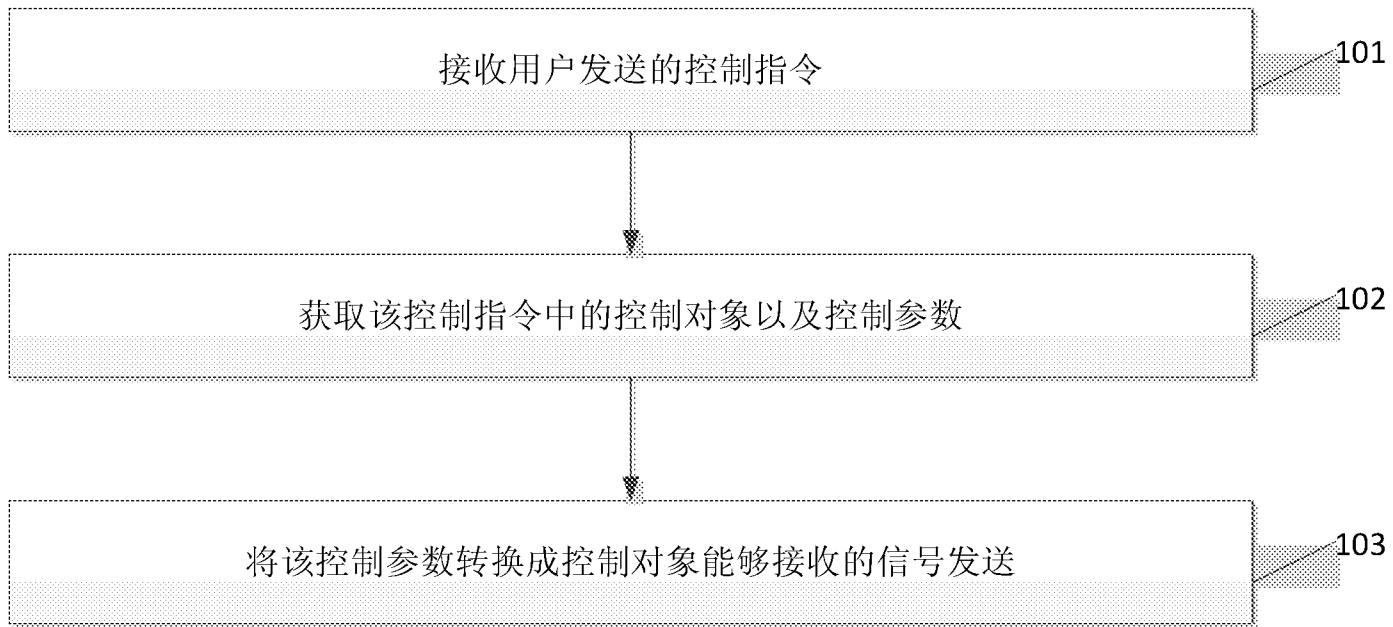 接收用户发送的控制指令
101
获取该控制指令中的控制对象以及控制参数
102
将该控制参数转换成控制对象能够接收的信号发送
103